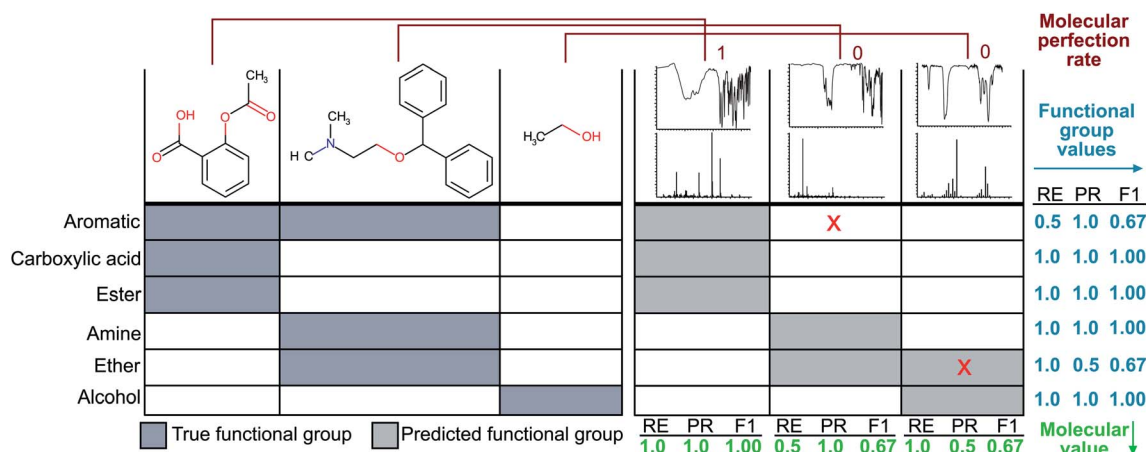 Molecular
perfection
rate
1
0
0
CH₃
OH
O
O
O
CH₃
N
H C
O
H₃C
OH
Functional
group
values
RE PR F1
Aromatic
X
0.5 1.0 0.67
Carboxylic acid
1.0 1.0 1.00
Ester
1.0 1.0 1.00
Amine
1.0 1.0 1.00
Ether
X
1.0 0.5 0.67
Alcohol
1.0 1.0 1.00
True functional group
Predicted functional group
RE PR F1 RE PR F1 RE PR F1
1.0 1.0 1.00 0.5 1.0 0.67 1.0 0.5 0.67
Molecular
value